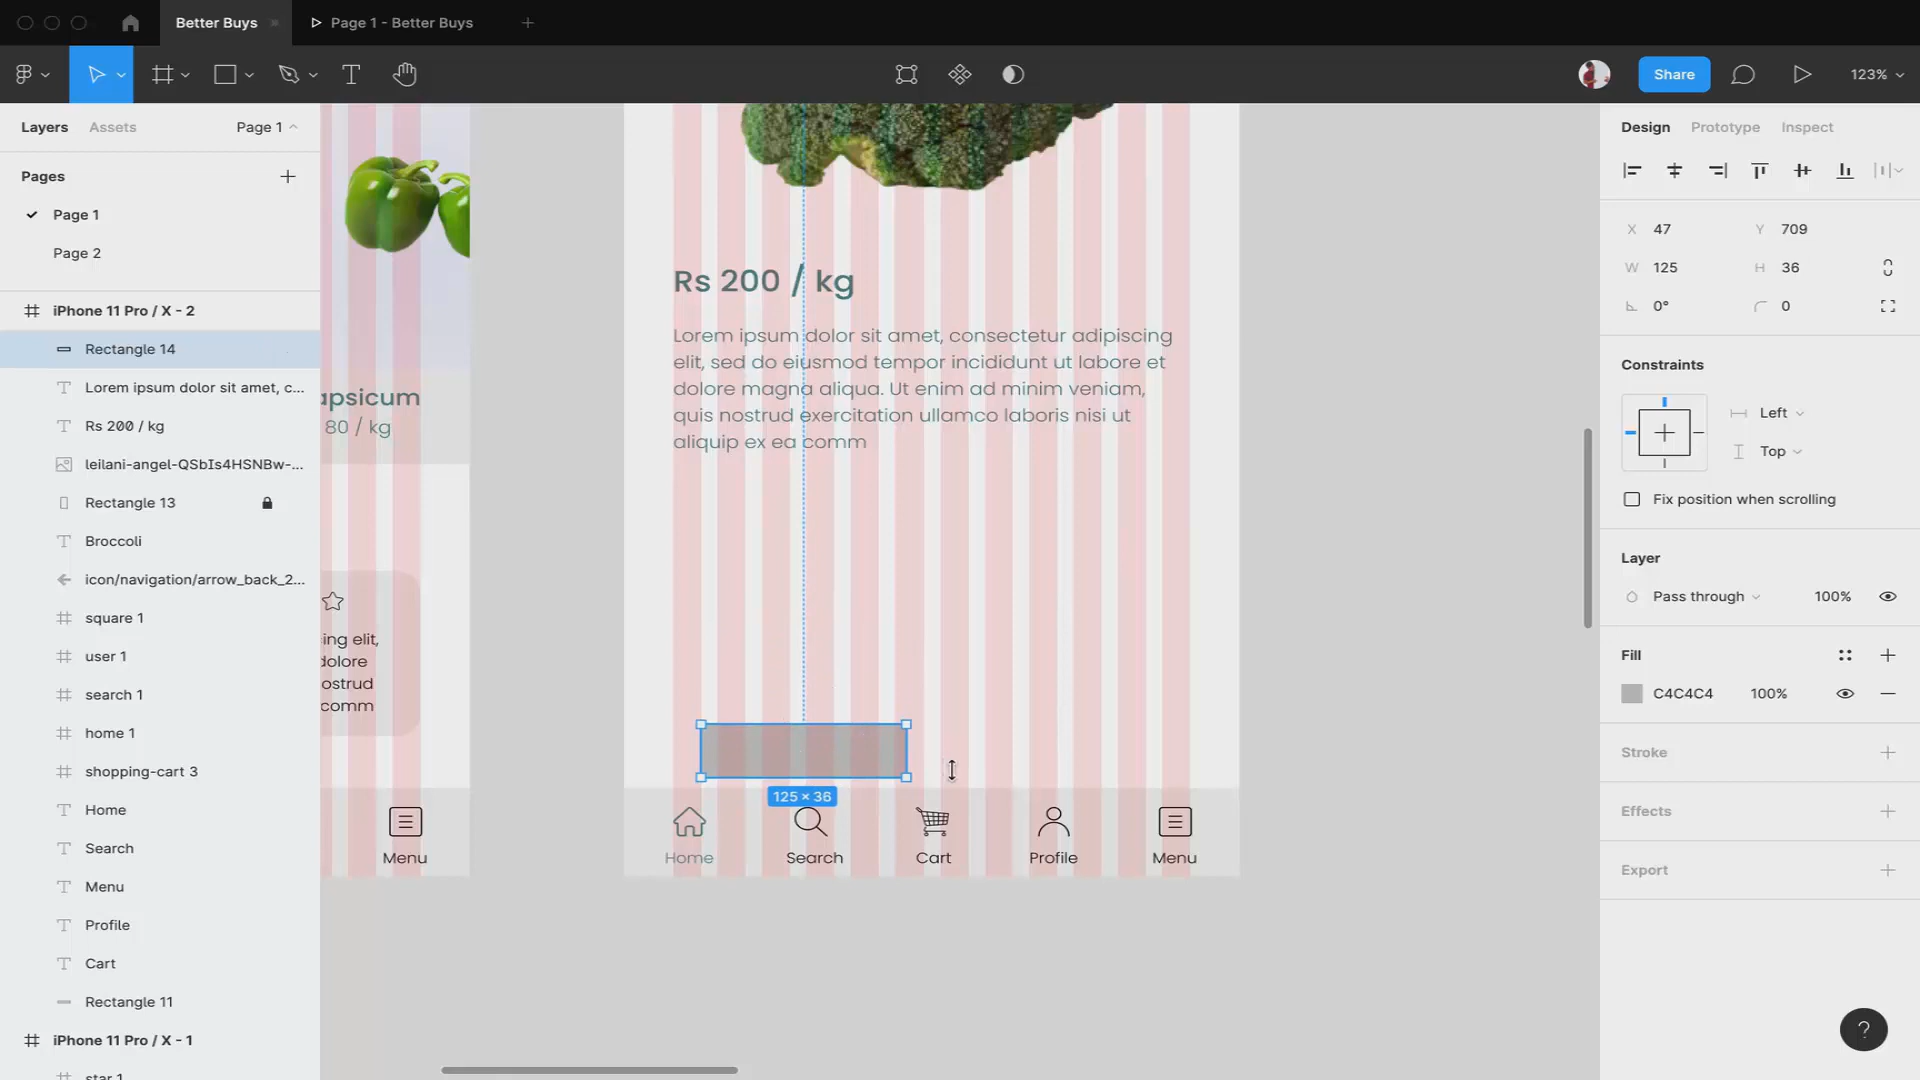 Better Buys
Page 1 - Better Buys
Share
123%
Layers
Assets
Page 1
Pages
Page 1
Page 2
iPhone 11 Pro / X - 2
Rectangle 14
Lorem ipsum dolor sit amet, c...
Rs 200 / kg
leilani-angel-QSbIs4HSNBw-...
Rectangle 13
Broccoli
icon/navigation/arrow_back_2...
square 1
user 1
search 1
home 1
shopping-cart 3
Home
Search
Menu
Profile
Cart
Rectangle 11
iPhone 11 Pro / X - 1
star 1
apsicum
80 / kg
ing elit,
dolore
ostrud
comm
Menu
Rs 200 / kg
Lorem ipsum dolor sit amet, consectetur adipiscing
elit, sed do eiusmod tempor incididunt ut labore et
dolore magna aliqua. Ut enim ad minim veniam,
quis nostrud exercitation ullamco laboris nisi ut
aliquip ex ea comm
125 × 36
Home
Search
Cart
Profile
Menu
Design
Prototype
Inspect
X 47
Y 709
W 125
H 36
0°
0
Constraints
Left
Top
Fix position when scrolling
Layer
Pass through
100%
Fill
C4C4C4
100%
Stroke
Effects
Export
?